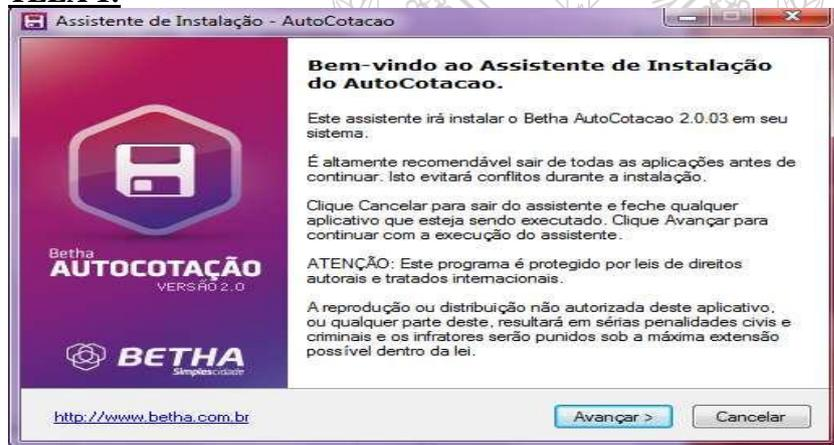 TELA 1:
Assistente de Instalação - AutoCotacao
Bem-vindo ao Assistente de Instalação
do AutoCotacao.
Este assistente irá instalar o Betha AutoCotacao 2.0.03 em seu
sistema.
É altamente recomendável sair de todas as aplicações antes de
continuar. Isto evitará conflitos durante a instalação.
Clique Cancelar para sair do assistente e feche qualquer
aplicativo que esteja sendo executado. Clique Avançar para
continuar com a execução do assistente.
ATENÇÃO: Este programa é protegido por leis de direitos
autorais e tratados internacionais.
A reprodução ou distribuição não autorizada deste aplicativo,
ou qualquer parte deste, resultará em sérias penalidades civis e
criminais e os infratores serão punidos sob a máxima extensão
possível dentro da lei.
Betha
AUTOCOTAÇÃO
VERSÃO 2.0
BETHA
Simplescidade
http://www.betha.com.br
Avançar >
Cancelar